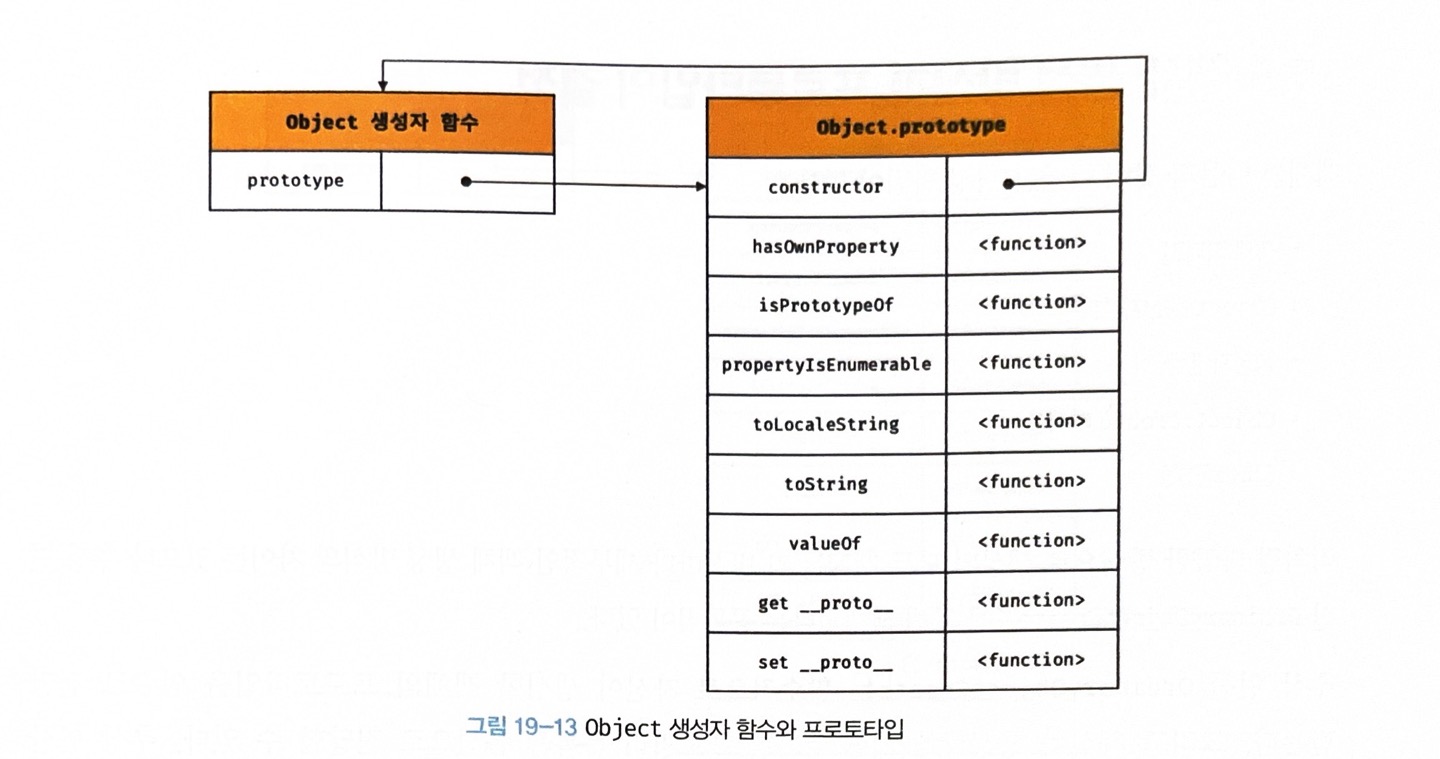 Object 생성자 함수
prototype
Object.prototype
constructor
hasOwnProperty <function>
isPrototypeOf <function>
propertyIsEnumerable <function>
toLocaleString <function>
toString <function>
valueOf <function>
get __proto__ <function>
set __proto__ <function>
그림 19-13 Object 생성자 함수와 프로토타입